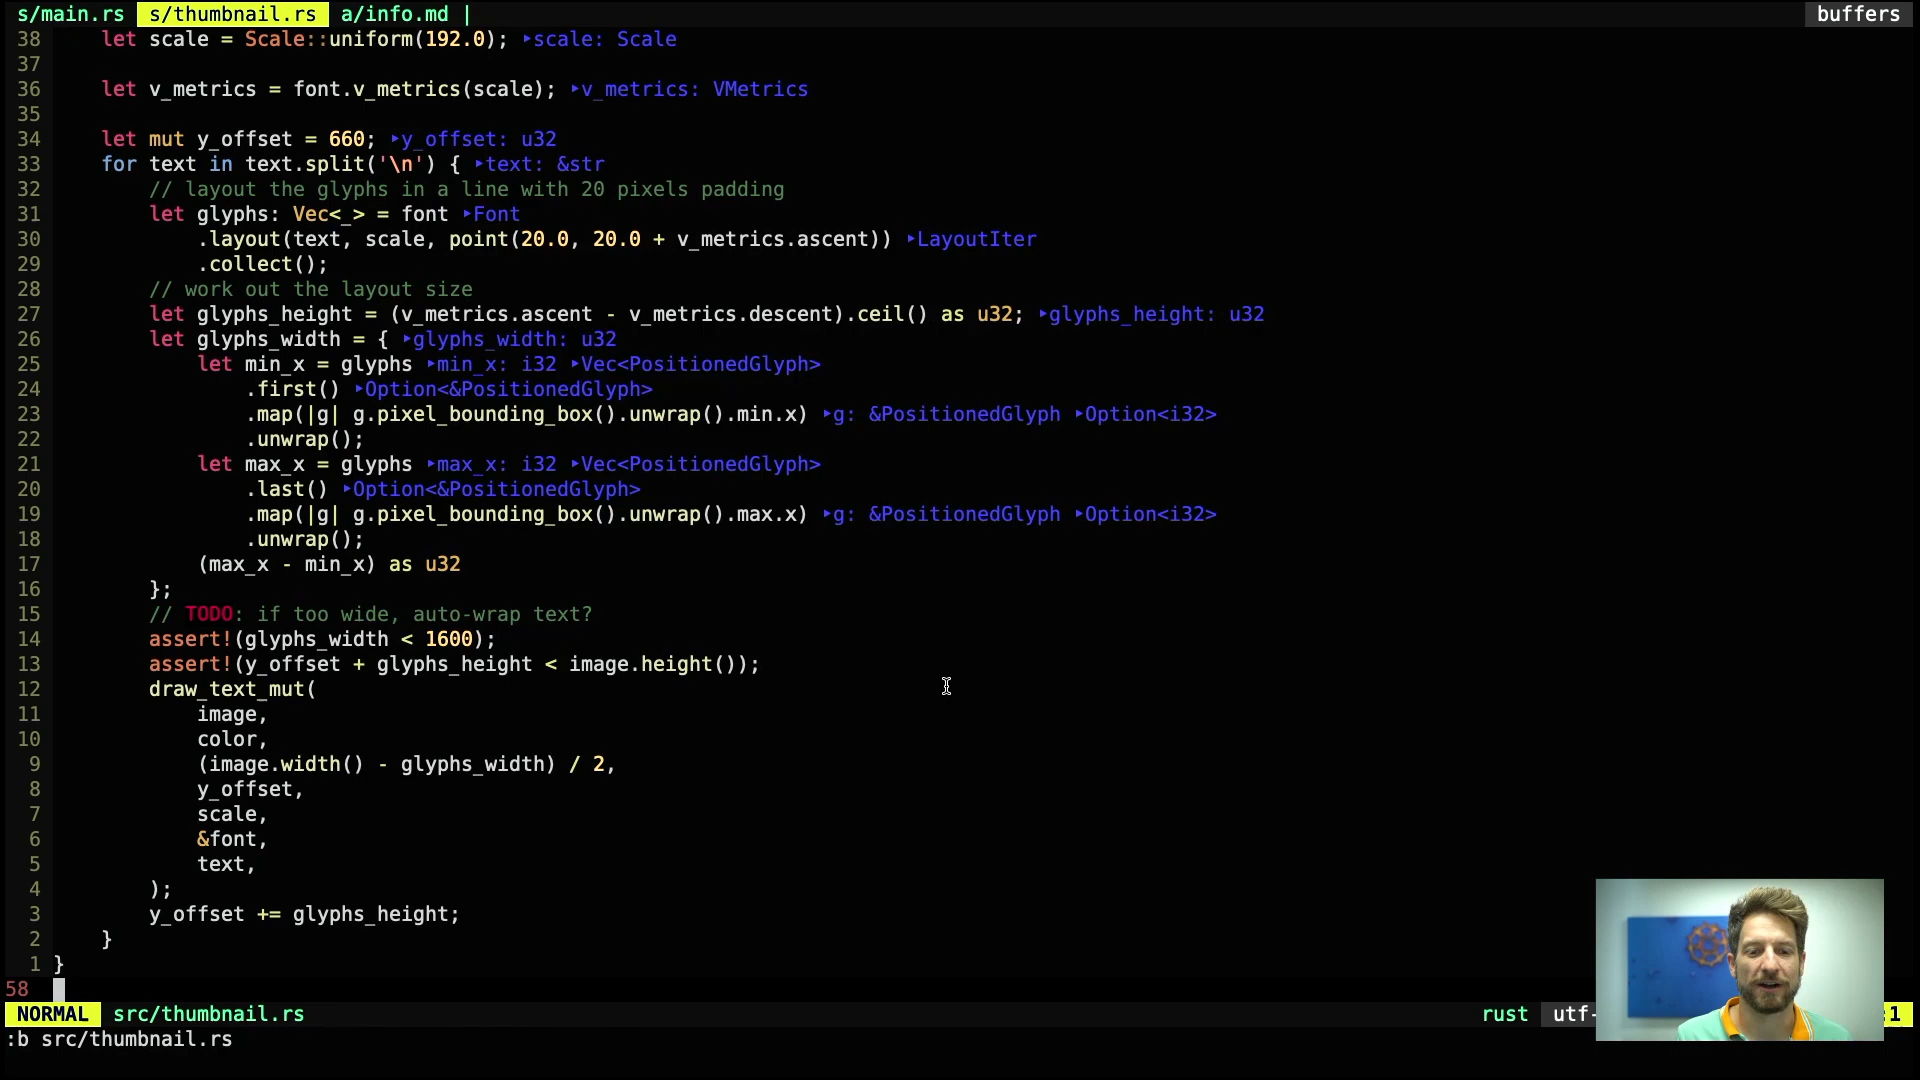 s/main.rs s/thumbnail.rs a/info.md | buffers
38 let scale = Scale::uniform(192.0); ‣scale: Scale
37
36 let v_metrics = font.v_metrics(scale); ‣v_metrics: VMetrics
35
34 let mut y_offset = 660; ‣y_offset: u32
33 for text in text.split('\n') { ‣text: &str
32 // layout the glyphs in a line with 20 pixels padding
31 let glyphs: Vec<_> = font ‣Font
30 .layout(text, scale, point(20.0, 20.0 + v_metrics.ascent)) ‣LayoutIter
29 .collect();
28 // work out the layout size
27 let glyphs_height = (v_metrics.ascent - v_metrics.descent).ceil() as u32; ‣glyphs_height: u32
26 let glyphs_width = { ‣glyphs_width: u32
25 let min_x = glyphs ‣min_x: i32 ‣Vec<PositionedGlyph>
24 .first() ‣Option<&PositionedGlyph>
23 .map(|g| g.pixel_bounding_box().unwrap().min.x) ‣g: &PositionedGlyph ‣Option<i32>
22 .unwrap();
21 let max_x = glyphs ‣max_x: i32 ‣Vec<PositionedGlyph>
20 .last() ‣Option<&PositionedGlyph>
19 .map(|g| g.pixel_bounding_box().unwrap().max.x) ‣g: &PositionedGlyph ‣Option<i32>
18 .unwrap();
17 (max_x - min_x) as u32
16 };
15 // TODO: if too wide, auto-wrap text?
14 assert!(glyphs_width < 1600);
13 assert!(y_offset + glyphs_height < image.height());
12 draw_text_mut(
11 image,
10 color,
9 (image.width() - glyphs_width) / 2,
8 y_offset,
7 scale,
6 &font,
5 text,
4 );
3 y_offset += glyphs_height;
2 }
1 }
58
NORMAL src/thumbnail.rs rust utf- :1
:b src/thumbnail.rs